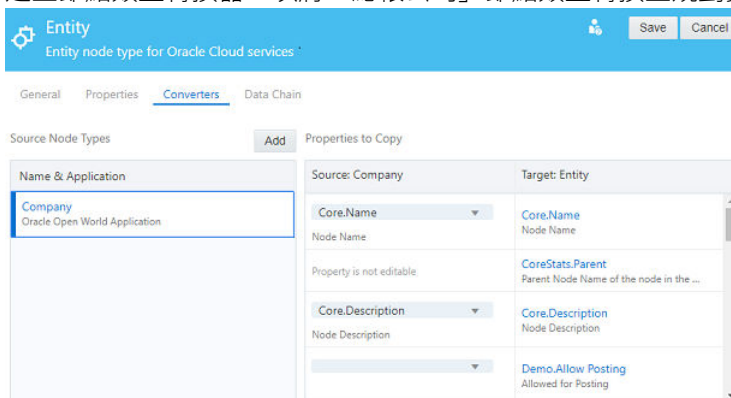 Entity
Entity node type for Oracle Cloud services
Save
Cancel
General
Properties
Converters
Data Chain
Source Node Types
Add
Properties to Copy
Name & Application
Source: Company
Target: Entity
Company
Oracle Open World Application
Core.Name
Node Name
Core.Name
Node Name
Property is not editable
CoreStats.Parent
Parent Node Name of the node in the ...
Core.Description
Node Description
Core.Description
Node Description
Demo.Allow Posting
Allowed for Posting